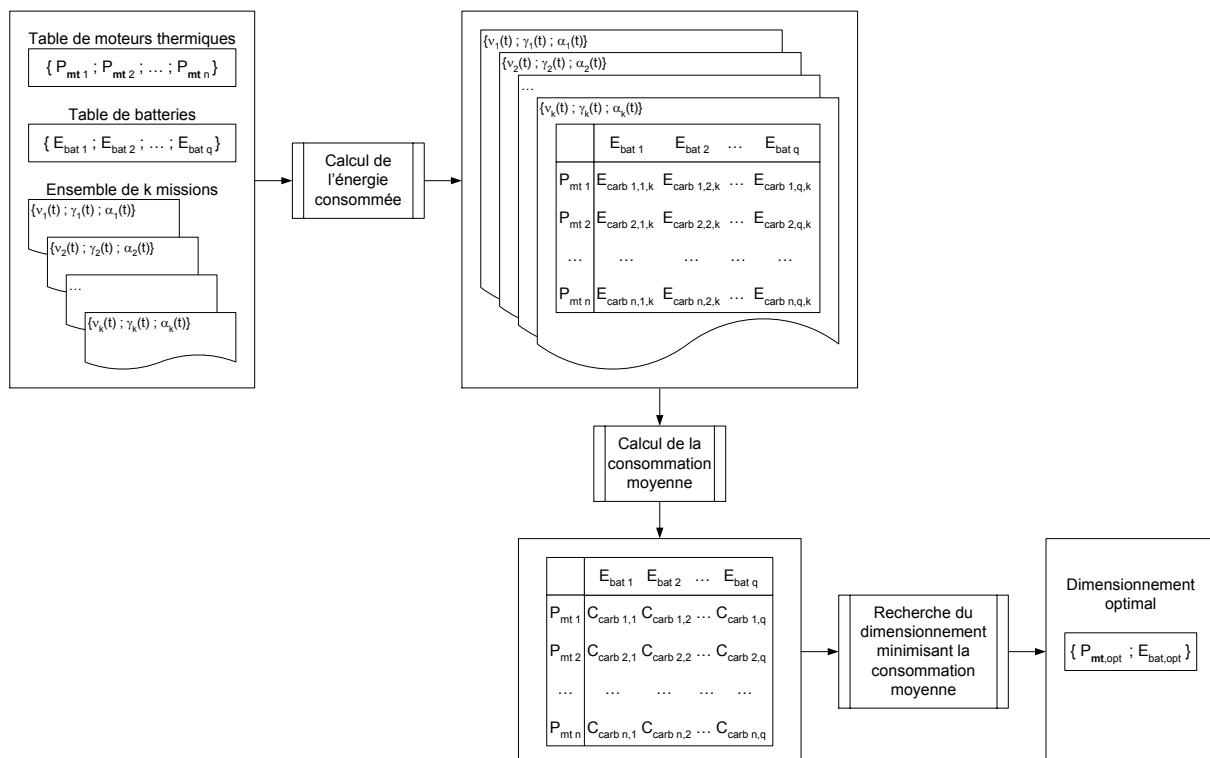 Table de moteurs thermiques
{ P_mt 1 ; P_mt 2 ; … ; P_mt n }
Table de batteries
{ E_bat 1 ; E_bat 2 ; … ; E_bat q }
Ensemble de k missions
{ν_1(t) ; γ_1(t) ; α_1(t)}
{ν_2(t) ; γ_2(t) ; α_2(t)}
…
{ν_k(t) ; γ_k(t) ; α_k(t)}
Calcul de
l'énergie
consommée
{ν_1(t) ; γ_1(t) ; α_1(t)}
{ν_2(t) ; γ_2(t) ; α_2(t)}
…
{ν_k(t) ; γ_k(t) ; α_k(t)}
E_bat 1 E_bat 2 … E_bat q
P_mt 1 E_carb 1,1,k E_carb 1,2,k … E_carb 1,q,k
P_mt 2 E_carb 2,1,k E_carb 2,2,k … E_carb 2,q,k
… … … … …
P_mt n E_carb n,1,k E_carb n,2,k … E_carb n,q,k
Calcul de la
consommation
moyenne
E_bat 1 E_bat 2 … E_bat q
P_mt 1 C_carb 1,1 C_carb 1,2 … C_carb 1,q
P_mt 2 C_carb 2,1 C_carb 2,2 … C_carb 2,q
… … … … …
P_mt n C_carb n,1 C_carb n,2 … C_carb n,q
Recherche du
dimensionnement
minimisant la
consommation
moyenne
Dimensionnement
optimal
{ P_mt,opt ; E_bat,opt }